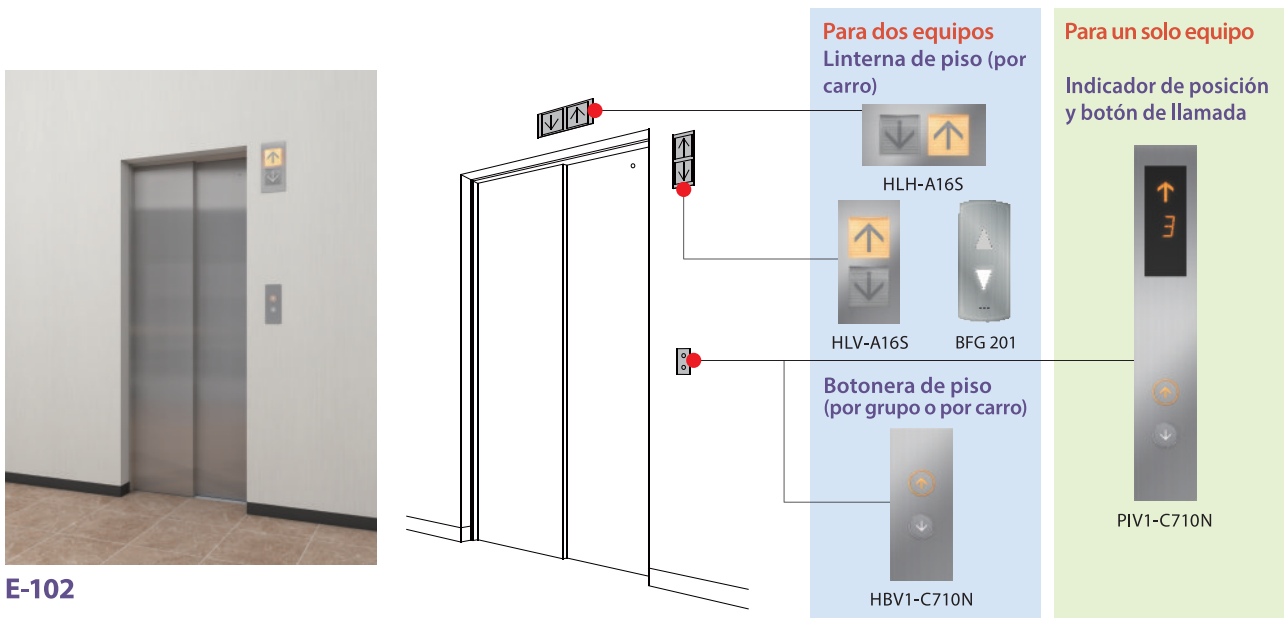 Para dos equipos
Linterna de piso (por
carro)
HLH-A16S
HLV-A16S
BFG 201
Botonera de piso
(por grupo o por carro)
HBV1-C710N
Para un solo equipo
Indicador de posición
y botón de llamada
3
PIV1-C710N
E-102